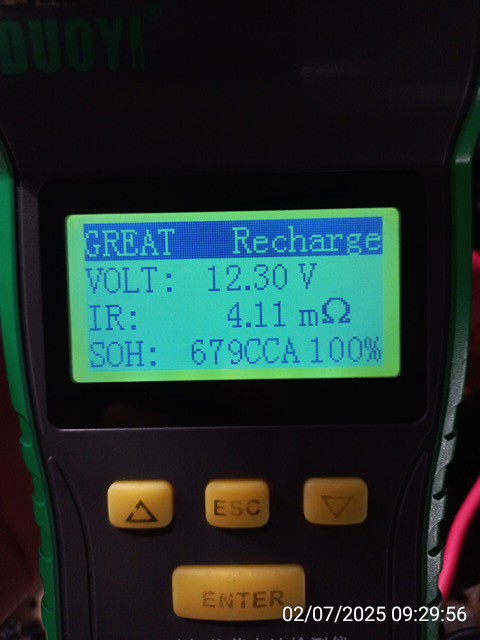 DUOYI
GREAT Recharge
VOLT: 12.30 V
IR: 4.11 mΩ
SOH: 679CCA 100%
ESC
ENTER
02/07/2025 09:29:56